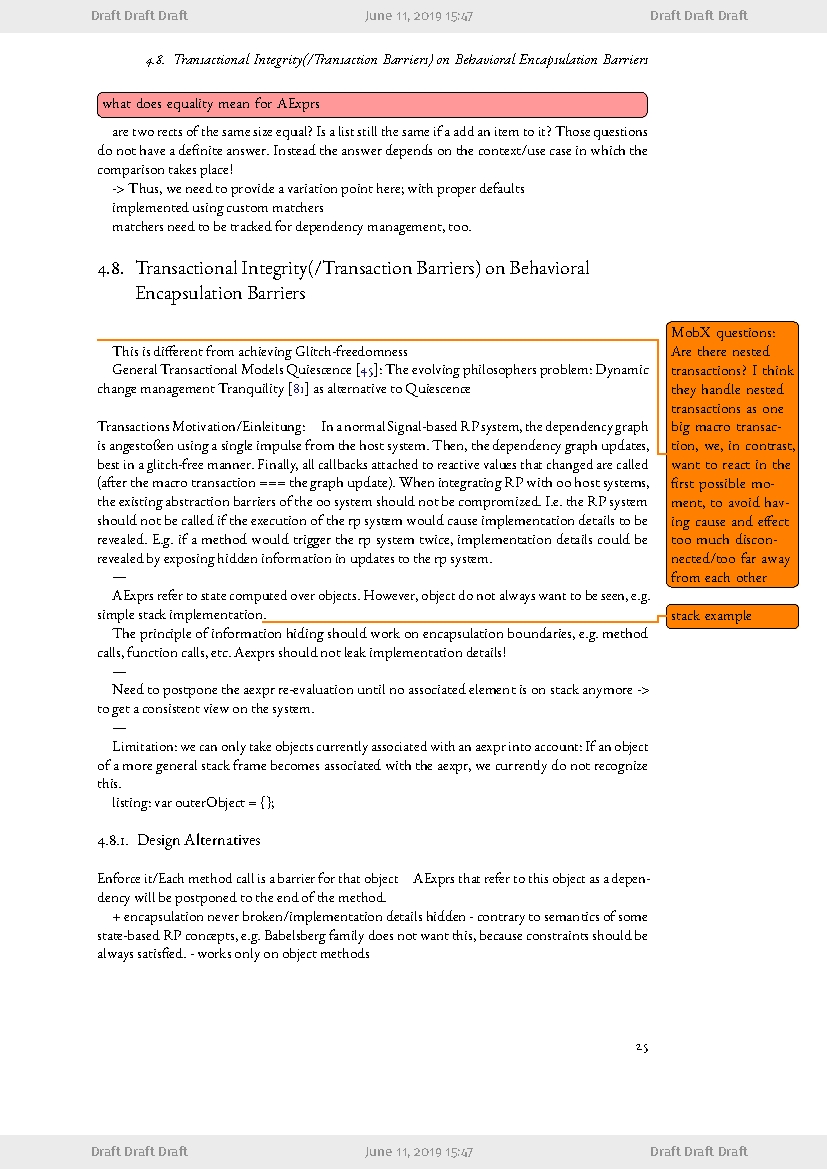 Draft Draft Draft June 11, 2019 15:47 Draft Draft Draft
4.8. Transactional Integrity(/Transaction Barriers) on Behavioral Encapsulation Barriers
what does equality mean for AExprs
are two rects of the same size equal? Is a list still the same if a add an item to it? Those questions
do not have a definite answer. Instead the answer depends on the context/use case in which the
comparison takes place!
-> Thus, we need to provide a variation point here; with proper defaults
implemented using custom matchers
matchers need to be tracked for dependency management, too.
4.8. Transactional Integrity(/Transaction Barriers) on Behavioral
Encapsulation Barriers
This is different from achieving Glitch-freedomness
General Transactional Models Quiescence [45]: The evolving philosophers problem: Dynamic
change management Tranquility [81] as alternative to Quiescence
Transactions Motivation/Einleitung: In a normal Signal-based RP system, the dependency graph
is angestoßen using a single impulse from the host system. Then, the dependency graph updates,
best in a glitch-free manner. Finally, all callbacks attached to reactive values that changed are called
(after the macro transaction === the graph update). When integrating RP with oo host systems,
the existing abstraction barriers of the oo system should not be compromized. I.e. the RP system
should not be called if the execution of the rp system would cause implementation details to be
revealed. E.g. if a method would trigger the rp system twice, implementation details could be
revealed by exposing hidden information in updates to the rp system.
—
AExprs refer to state computed over objects. However, object do not always want to be seen, e.g.
simple stack implementation.
The principle of information hiding should work on encapsulation boundaries, e.g. method
calls, function calls, etc. Aexprs should not leak implementation details!
—
Need to postpone the aexpr re-evaluation until no associated element is on stack anymore ->
to get a consistent view on the system.
—
Limitation: we can only take objects currently associated with an aexpr into account: If an object
of a more general stack frame becomes associated with the aexpr, we currently do not recognize
this.
listing: var outerObject = {};
4.8.1. Design Alternatives
Enforce it/Each method call is a barrier for that object AExprs that refer to this object as a depen-
dency will be postponed to the end of the method.
+ encapsulation never broken/implementation details hidden - contrary to semantics of some
state-based RP concepts, e.g. Babelsberg family does not want this, because constraints should be
always satisfied. - works only on object methods
MobX questions:
Are there nested
transactions? I think
they handle nested
transactions as one
big macro transac-
tion, we, in contrast,
want to react in the
first possible mo-
ment, to avoid hav-
ing cause and effect
too much discon-
nected/too far away
from each other
stack example
25
Draft Draft Draft June 11, 2019 15:47 Draft Draft Draft